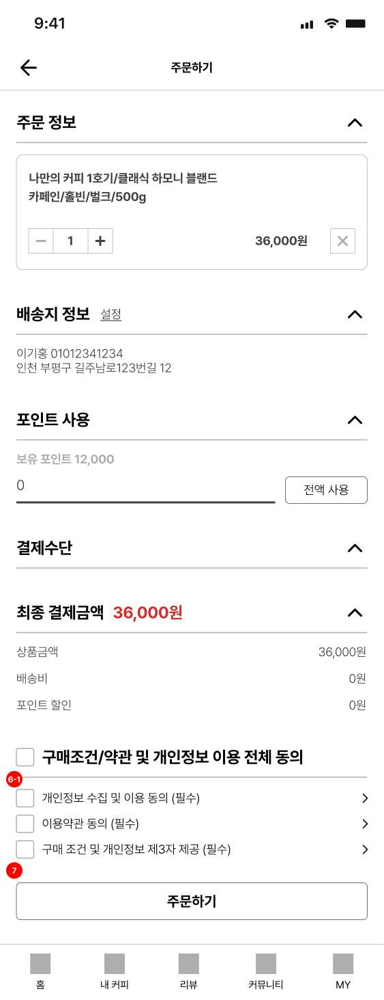 9:41
주문하기
주문 정보
나만의 커피 1호기/클래식 하모니 블랜드
카페인/홀빈/벌크/500g
1 36,000원
배송지 정보 설정
이기홍 01012341234
인천 부평구 길주남로123번길 12
포인트 사용
보유 포인트 12,000
0 전액 사용
결제수단
최종 결제금액 36,000원
상품금액 36,000원
배송비 0원
포인트 할인 0원
구매조건/약관 및 개인정보 이용 전체 동의
6-1
개인정보 수집 및 이용 동의 (필수)
이용약관 동의 (필수)
구매 조건 및 개인정보 제3자 제공 (필수)
7
주문하기
홈 내 커피 리뷰 커뮤니티 MY